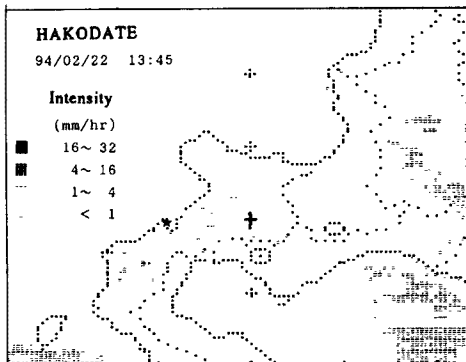 HAKODATE
94/02/22 13:45
Intensity
(mm/hr)
16~ 32
4~ 16
1~ 4
< 1